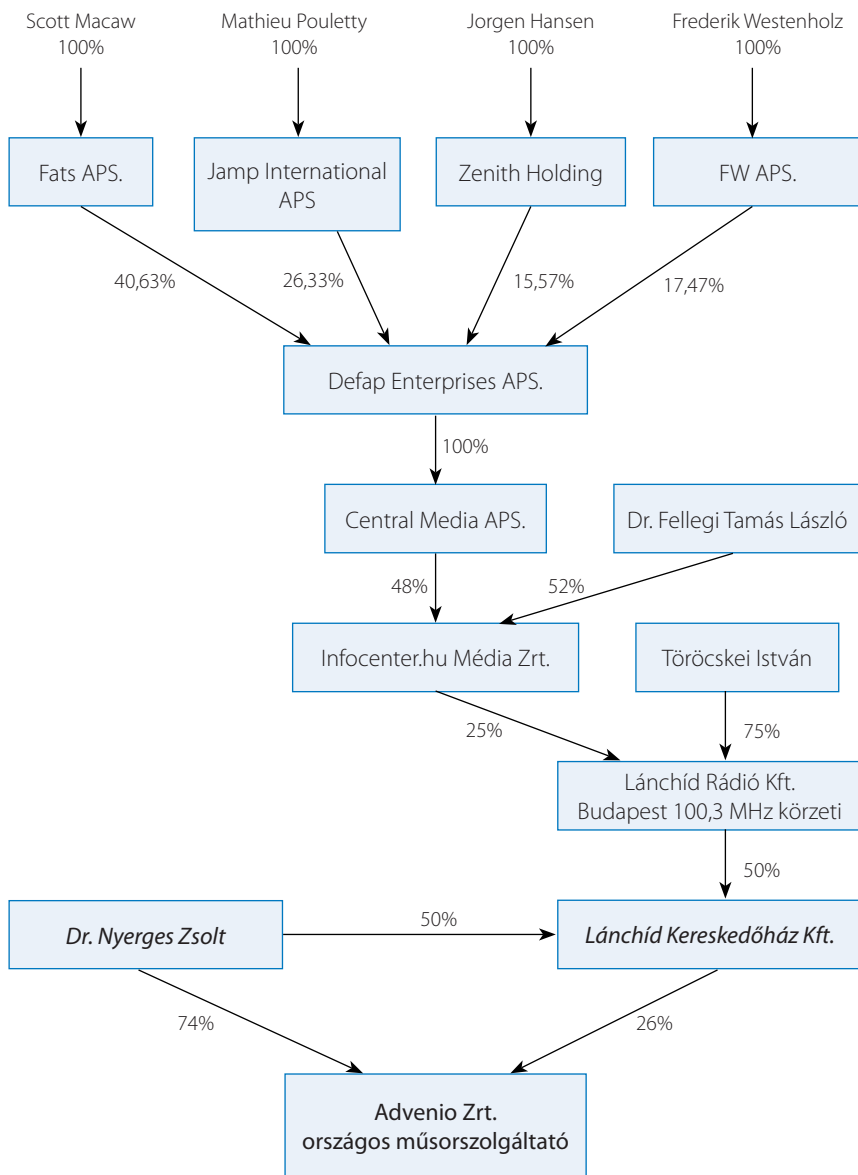 Scott Macaw
100%
Mathieu Pouletty
100%
Jorgen Hansen
100%
Frederik Westenholz
100%
Fats APS.
Jamp International
APS
Zenith Holding
FW APS.
40,63%
26,33%
15,57%
17,47%
Defap Enterprises APS.
100%
Central Media APS.
Dr. Fellegi Tamás László
48%
52%
Infocenter.hu Média Zrt.
Töröcskei István
25%
75%
Lánchíd Rádió Kft.
Budapest 100,3 MHz körzeti
50%
Dr. Nyerges Zsolt
50%
Lánchíd Kereskedőház Kft.
74%
26%
Advenio Zrt.
országos műsorszolgáltató